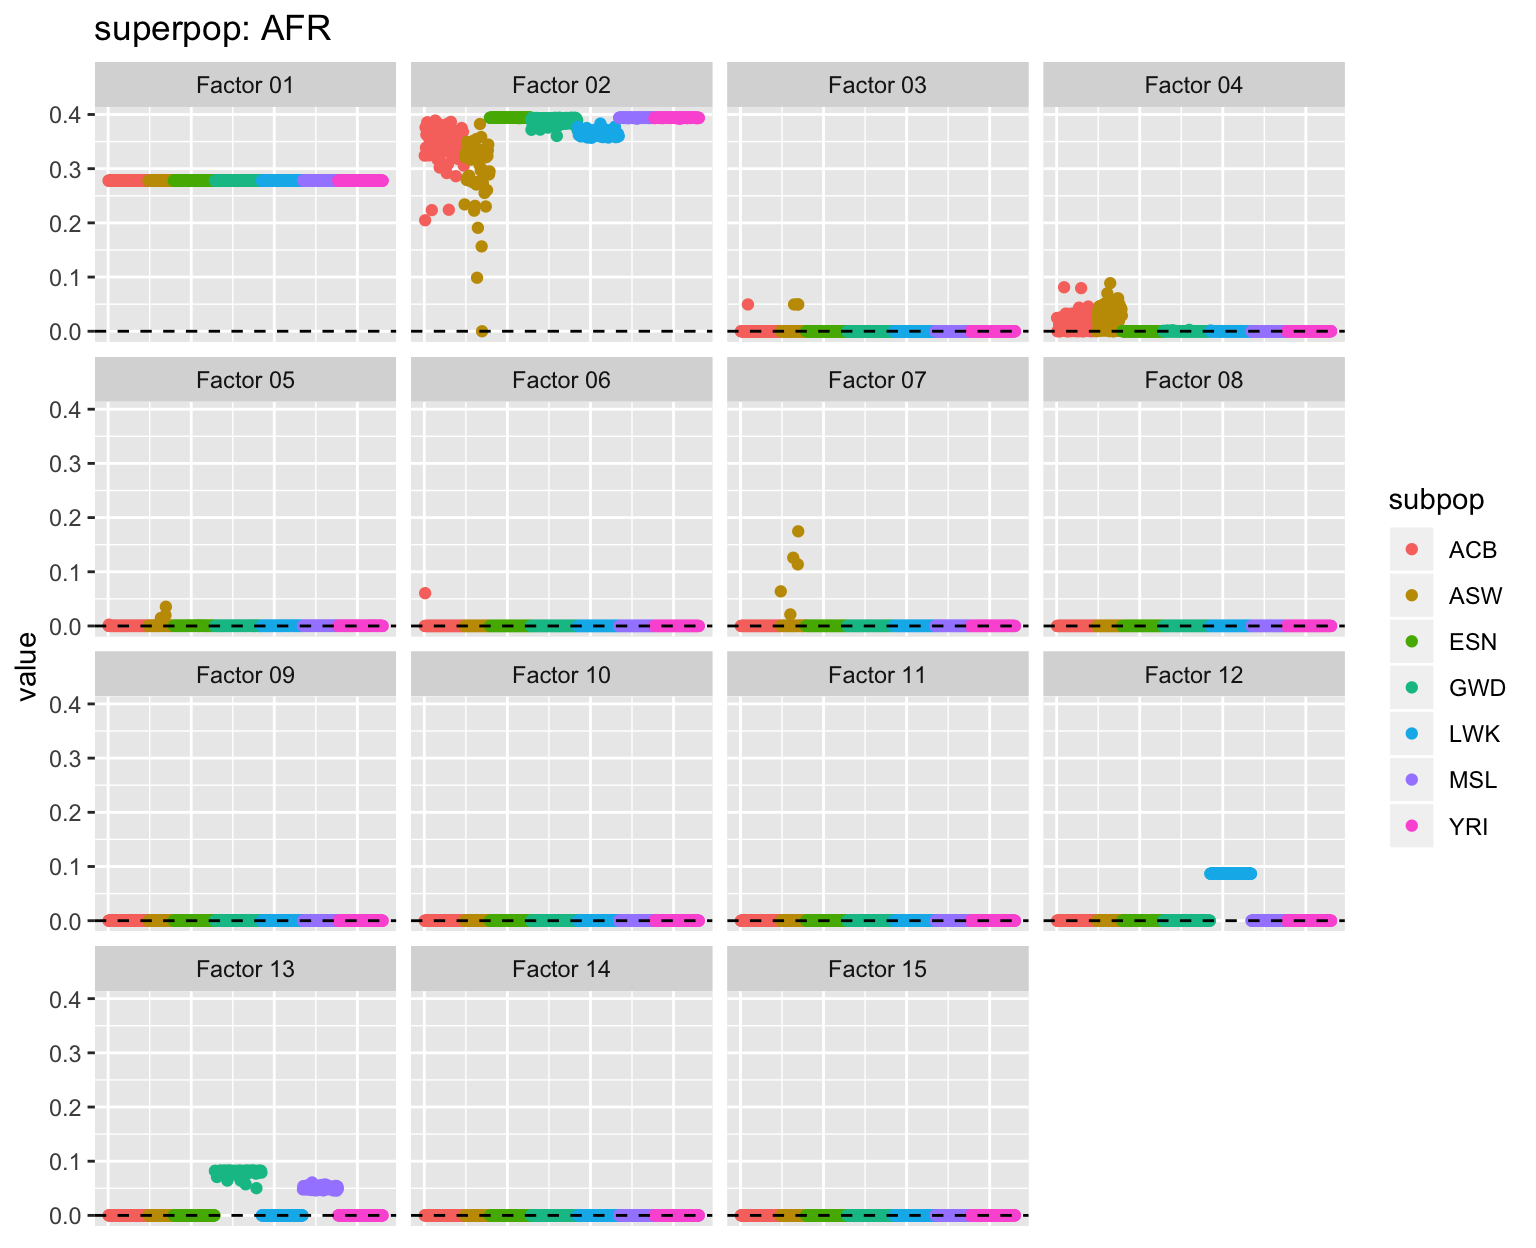 superpop: AFR
Factor 01
Factor 02
Factor 03
Factor 04
0.4
0.3
0.2
0.1
0.0
Factor 05
Factor 06
Factor 07
Factor 08
0.4
0.3
0.2
0.1
0.0
Factor 09
Factor 10
Factor 11
Factor 12
0.4
0.3
0.2
0.1
0.0
Factor 13
Factor 14
Factor 15
0.4
0.3
0.2
0.1
0.0
value
subpop
ACB
ASW
ESN
GWD
LWK
MSL
YRI